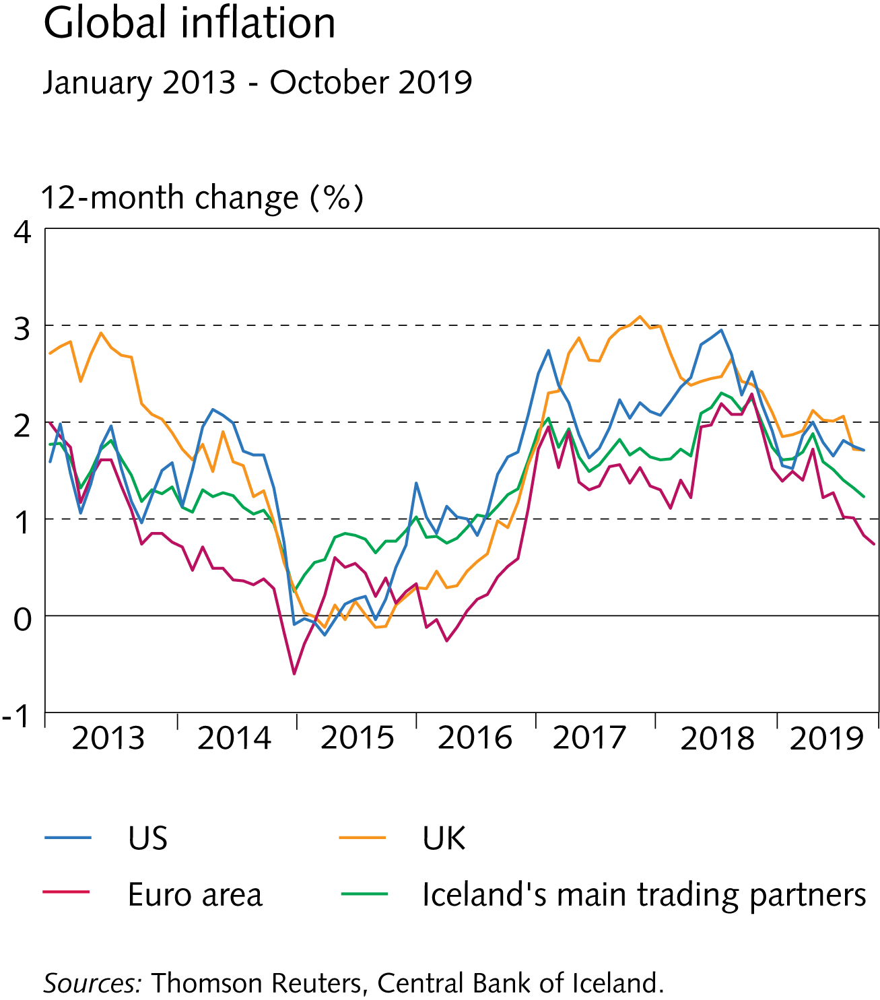 Global inflation
January 2013 - October 2019
12-month change (%)
4
3
2
1
0
-1
2013 2014 2015 2016 2017 2018 2019
US UK
Euro area Iceland's main trading partners
Sources: Thomson Reuters, Central Bank of Iceland.